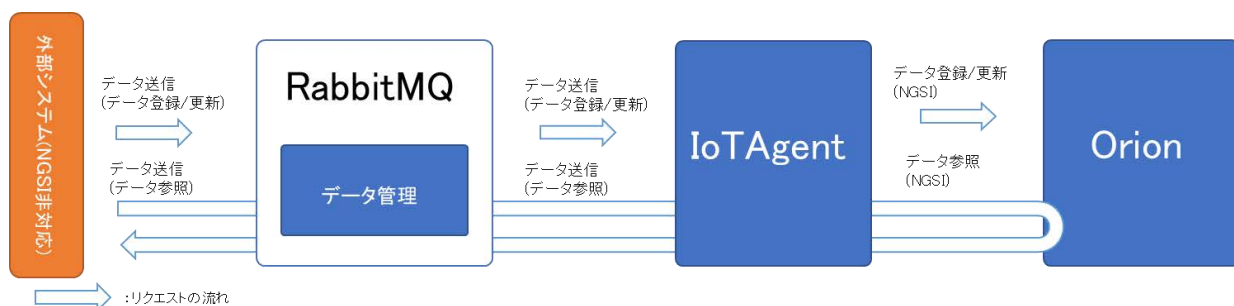 外部システム(NGSI非対応)
データ送信
(データ登録/更新)
データ送信
(データ参照)
RabbitMQ
データ管理
データ送信
(データ登録/更新)
データ送信
(データ参照)
IoTAgent
データ登録/更新
(NGSI)
データ参照
(NGSI)
Orion
:リクエストの流れ